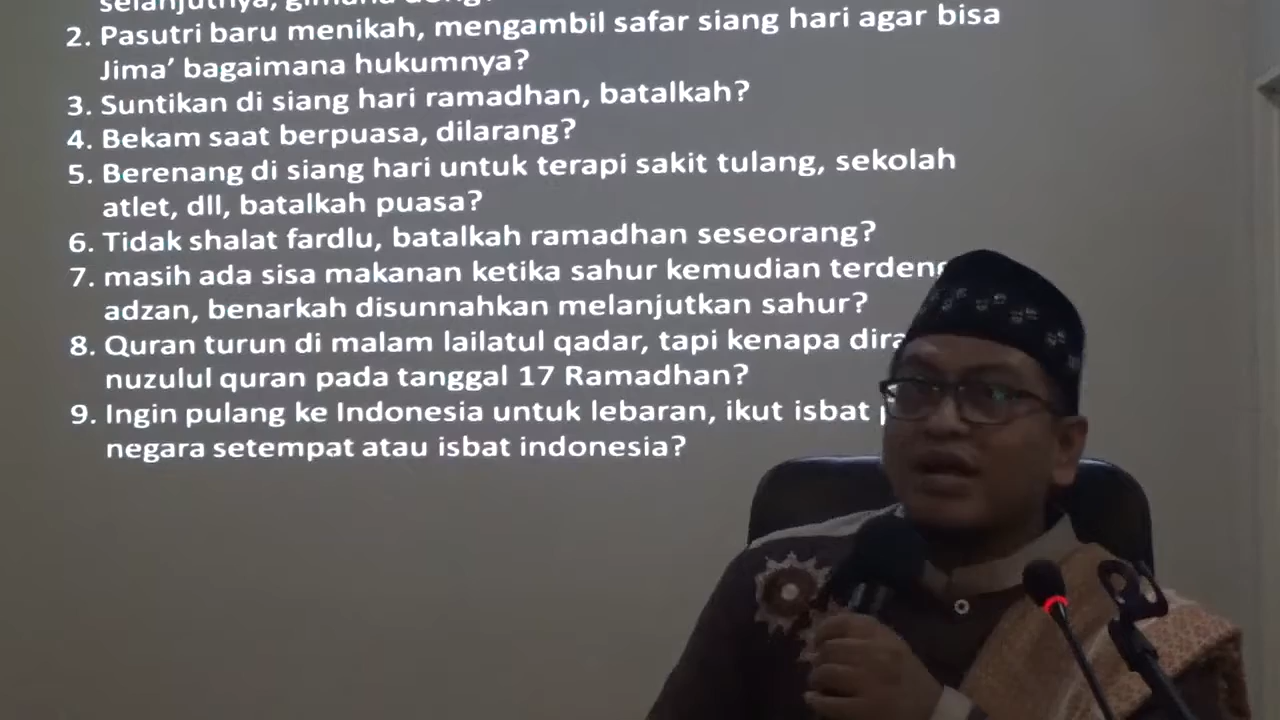 2. Pasutri baru menikah, mengambil safar siang hari agar bisa
Jima’ bagaimana hukumnya?
3. Suntikan di siang hari ramadhan, batalkah?
4. Bekam saat berpuasa, dilarang?
5. Berenang di siang hari untuk terapi sakit tulang, sekolah
atlet, dll, batalkah puasa?
6. Tidak shalat fardlu, batalkah ramadhan seseorang?
7. masih ada sisa makanan ketika sahur kemudian
adzan, benarkah disunnahkan melanjutkan sahur?
8. Quran turun di malam lailatul qadar, tapi kenapa
nuzulul quran pada tanggal 17 Ramadhan?
9. Ingin pulang ke Indonesia untuk lebaran, ikut isbat
negara setempat atau isbat indonesia?